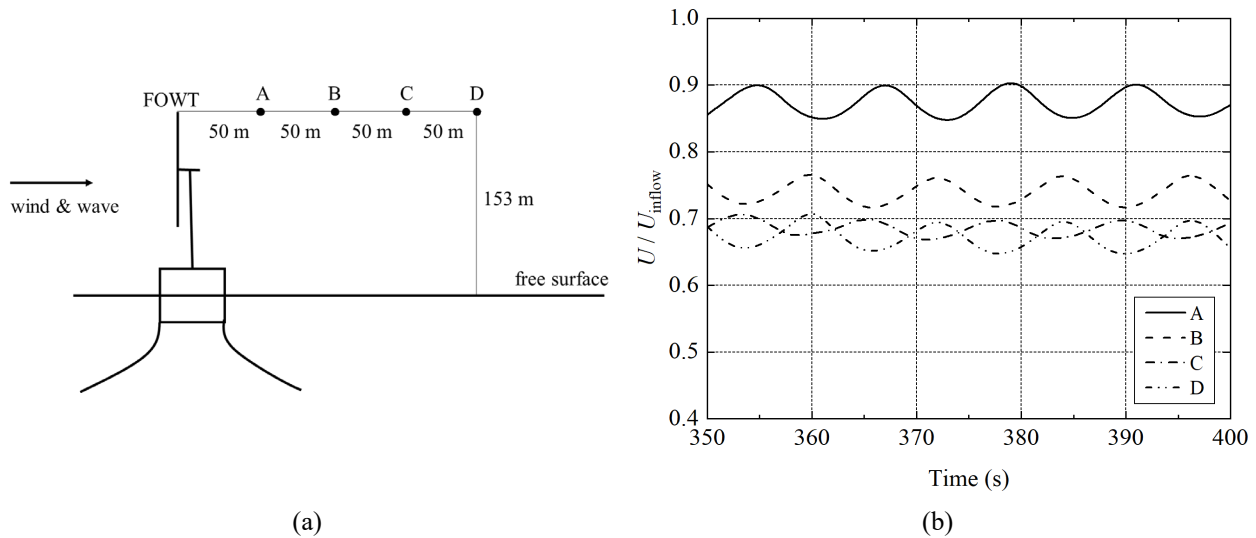 FOWT
A
B
C
D
50 m
50 m
50 m
50 m
153 m
wind & wave
free surface
(a)
1.0
0.9
0.8
0.7
0.6
0.5
0.4
U / U_inflow
350
360
370
380
390
400
Time (s)
A
B
C
D
(b)